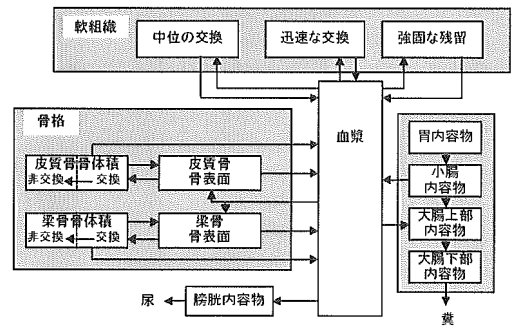 軟組織
中位の交換
迅速な交換
強固な残留
血漿
骨格
皮質骨骨体積
非交換
交換
皮質骨
骨表面
梁骨骨体積
非交換
交換
梁骨
骨表面
胃内容物
小腸
内容物
大腸上部
内容物
大腸下部
内容物
尿
膀胱内容物
糞